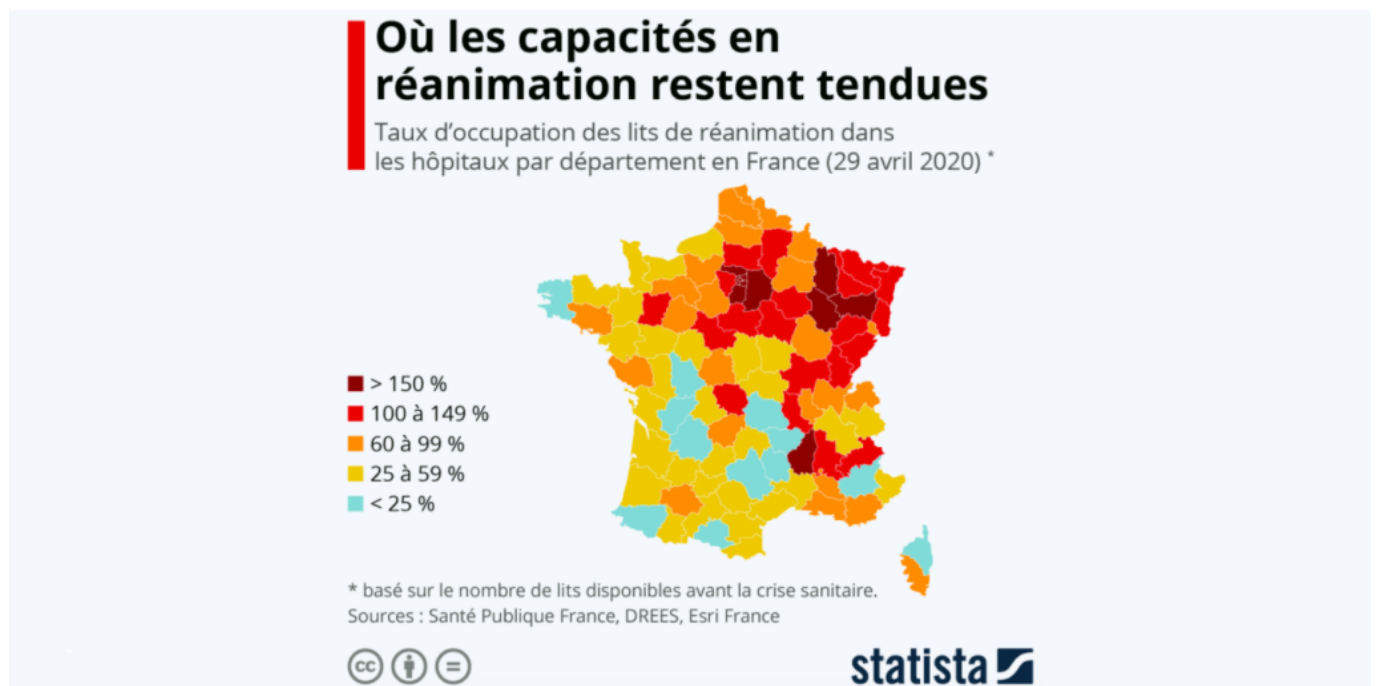 Où les capacités en
réanimation restent tendues
Taux d'occupation des lits de réanimation dans
les hôpitaux par département en France (29 avril 2020) *
> 150 %
100 à 149 %
60 à 99 %
25 à 59 %
< 25 %
* basé sur le nombre de lits disponibles avant la crise sanitaire.
Sources : Santé Publique France, DREES, Esri France
cc
statista